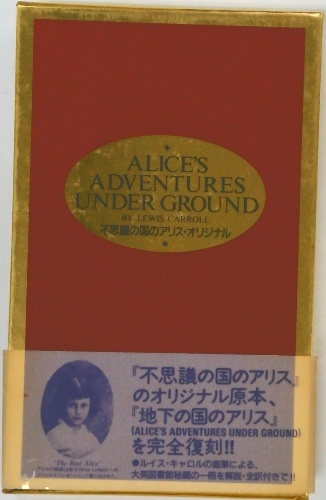 ALICE'S
ADVENTURES
UNDER GROUND
BY LEWIS CARROLL
不思議の国のアリス・オリジナル
『不思議の国のアリス』
のオリジナル原本、
『地下の国のアリス』
(ALICE'S ADVENTURES UNDER GROUND)
を完全復刻!!
●ルイス・キャロルの直筆による、
大英図書館秘蔵の一冊を解説・全訳付きで!!
"The Real Alice"